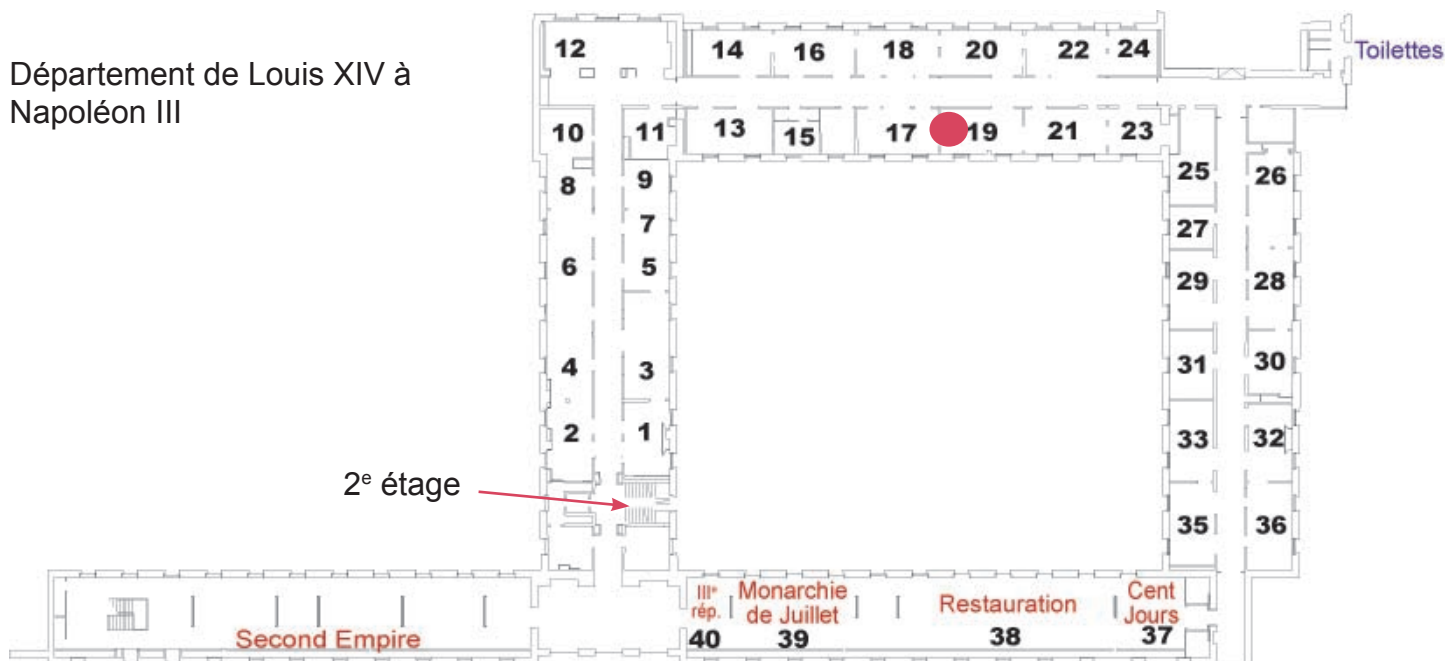 Département de Louis XIV à
Napoléon III
12
14 16 18 20 22 24
Toilettes
10 11 13 15 17 19 21 23
8 9 25 26
7 27
6 5 29 28
4 3 31 30
2 1 33 32
2e étage
35 36
IIIe
rép.
Monarchie
de Juillet
Restauration
Cent
Jours
Second Empire
40 39 38 37